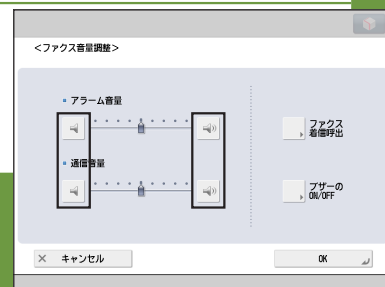 <ファクス音量調整>
▪ アラーム音量
ファクス
着信呼出
▪ 通信音量
ブザーの
ON/OFF
× キャンセル
OK